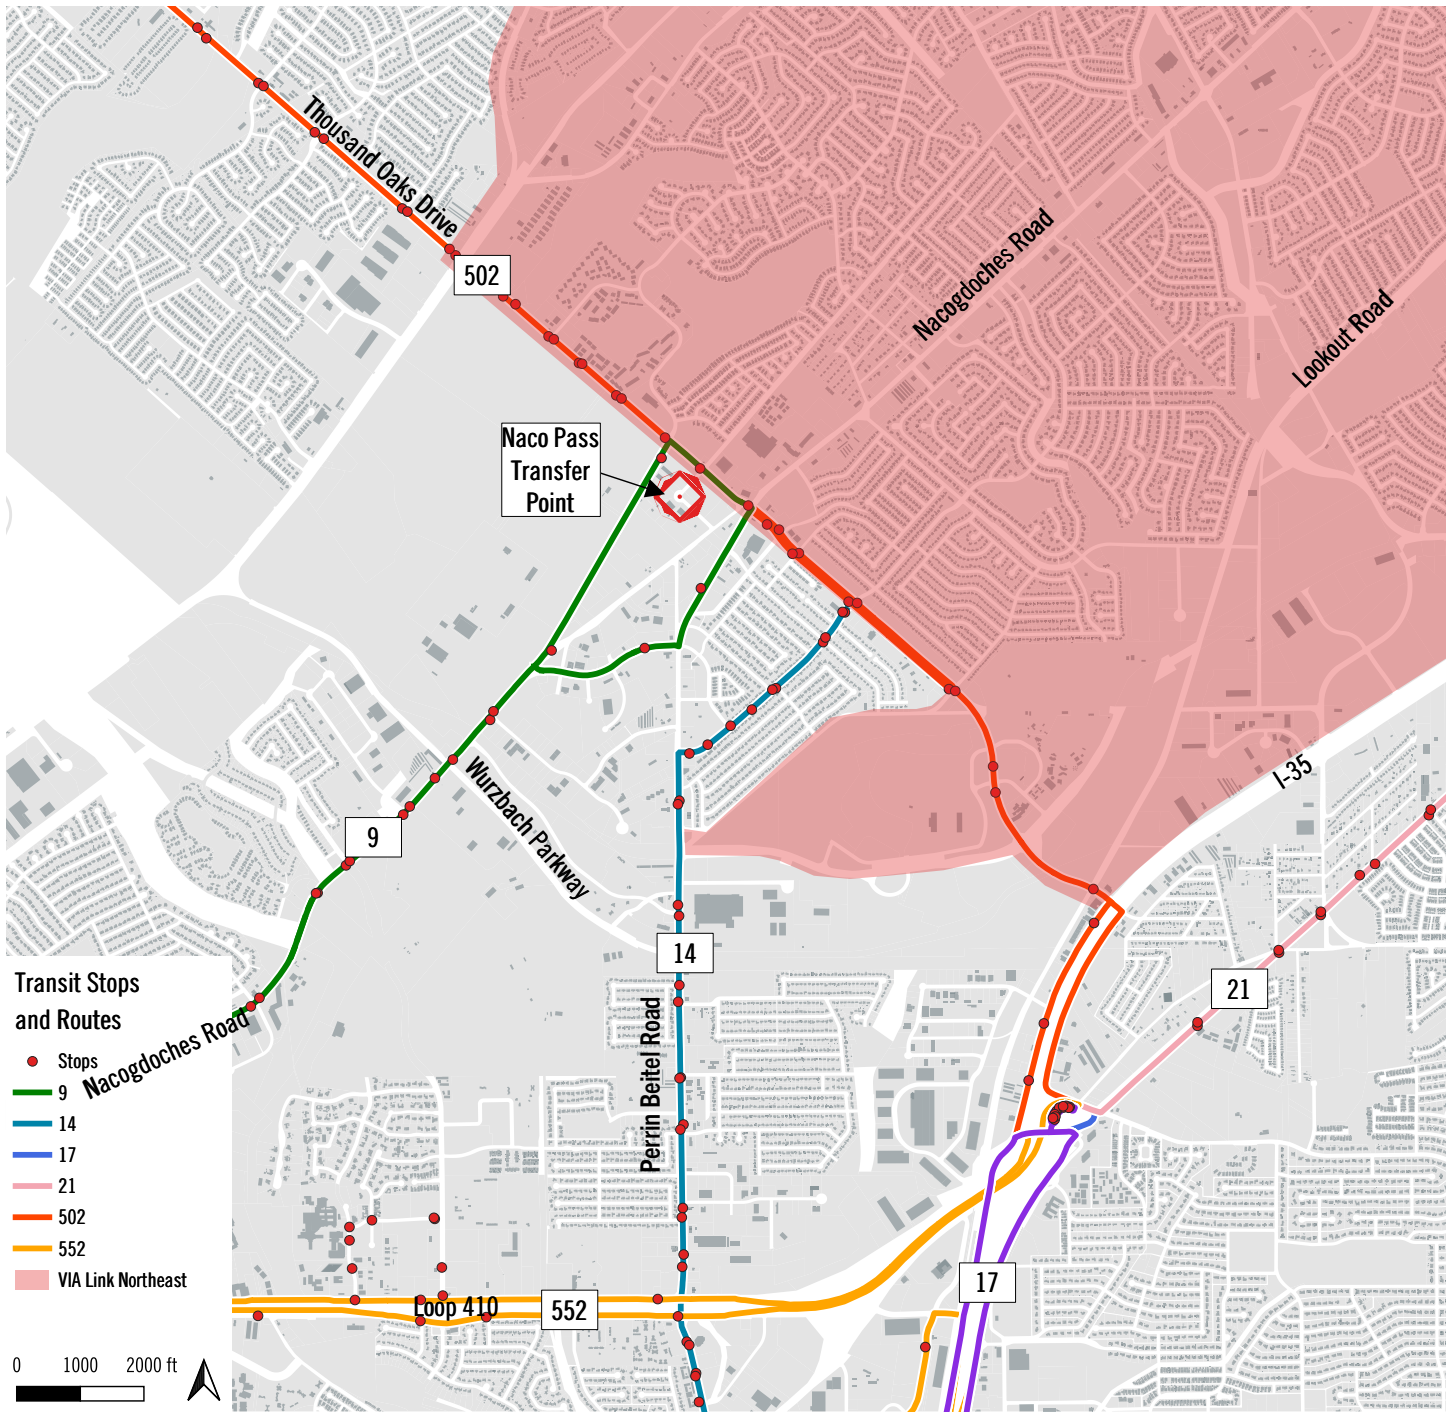 Thousand Oaks Drive
502
Nacogdoches Road
Lookout Road
Naco Pass
Transfer
Point
I-35
Wurzbach Parkway
9
14
21
Perrin Beitel Road
Nacogdoches Road
17
Loop 410
552
Transit Stops
and Routes
Stops
9
14
17
21
502
552
VIA Link Northeast
0 1000 2000 ft